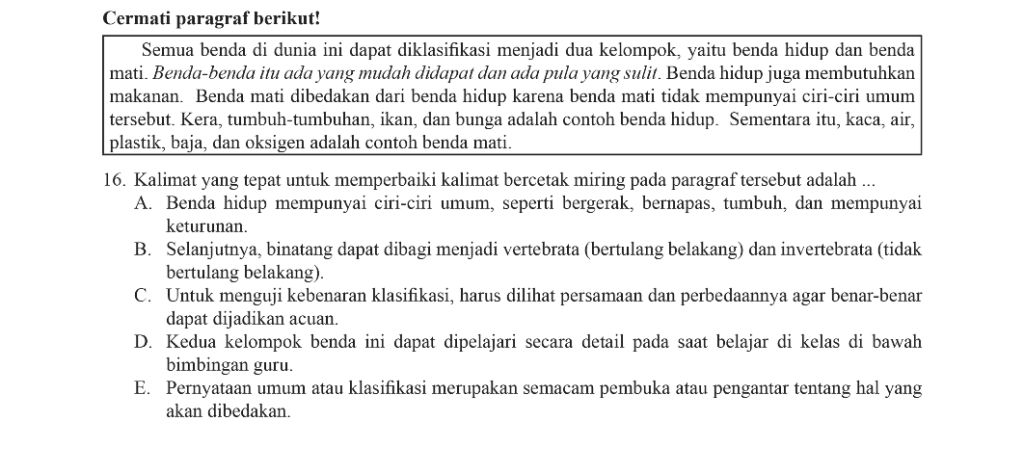 Cermati paragraf berikut!
Semua benda di dunia ini dapat diklasifikasi menjadi dua kelompok, yaitu benda hidup dan benda
mati. Benda-benda itu ada yang mudah didapat dan ada pula yang sulit. Benda hidup juga membutuhkan
makanan. Benda mati dibedakan dari benda hidup karena benda mati tidak mempunyai ciri-ciri umum
tersebut. Kera, tumbuh-tumbuhan, ikan, dan bunga adalah contoh benda hidup. Sementara itu, kaca, air,
plastik, baja, dan oksigen adalah contoh benda mati.
16. Kalimat yang tepat untuk memperbaiki kalimat bercetak miring pada paragraf tersebut adalah ...
A. Benda hidup mempunyai ciri-ciri umum, seperti bergerak, bernapas, tumbuh, dan mempunyai
keturunan.
B. Selanjutnya, binatang dapat dibagi menjadi vertebrata (bertulang belakang) dan invertebrata (tidak
bertulang belakang).
C. Untuk menguji kebenaran klasifikasi, harus dilihat persamaan dan perbedaannya agar benar-benar
dapat dijadikan acuan.
D. Kedua kelompok benda ini dapat dipelajari secara detail pada saat belajar di kelas di bawah
bimbingan guru.
E. Pernyataan umum atau klasifikasi merupakan semacam pembuka atau pengantar tentang hal yang
akan dibedakan.